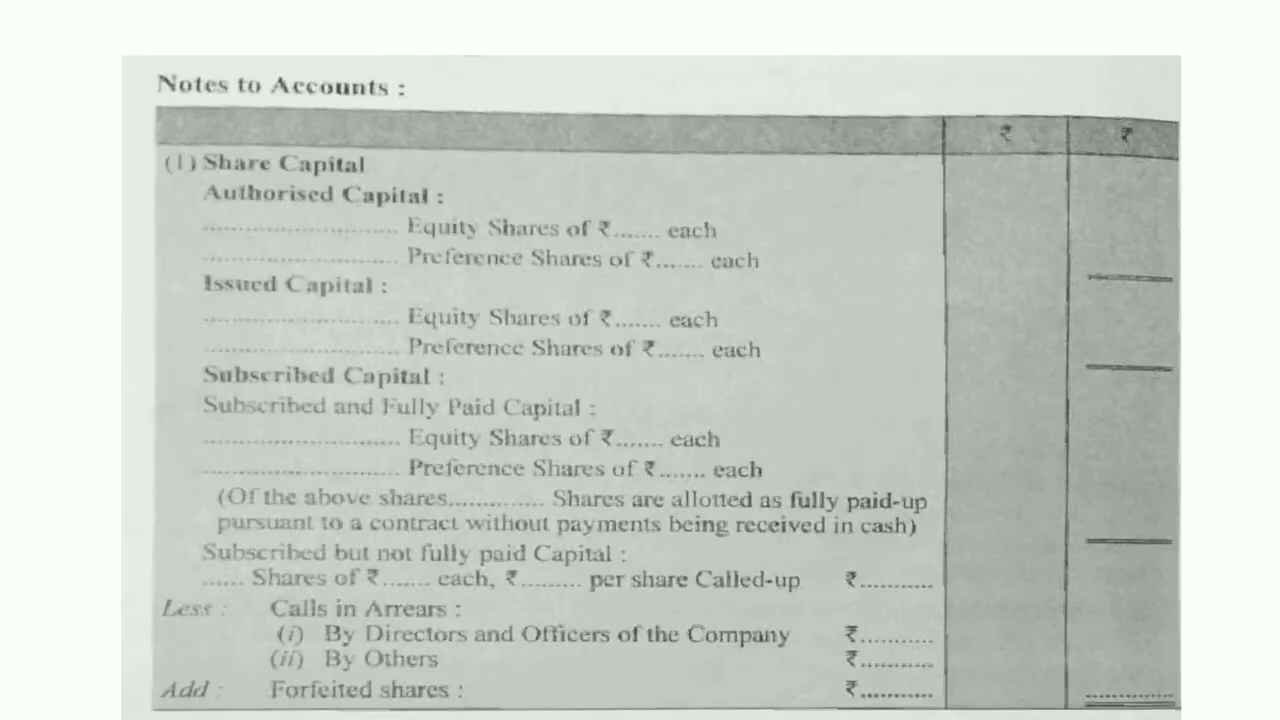 Notes to Accounts :
₹ ₹
(1) Share Capital
Authorised Capital :
................................. Equity Shares of ₹....... each
................................. Preference Shares of ₹....... each
Issued Capital :
................................. Equity Shares of ₹....... each
................................. Preference Shares of ₹....... each
Subscribed Capital :
Subscribed and Fully Paid Capital :
................................. Equity Shares of ₹....... each
................................. Preference Shares of ₹....... each
(Of the above shares............... Shares are allotted as fully paid-up
pursuant to a contract without payments being received in cash)
Subscribed but not fully paid Capital :
...... Shares of ₹....... each, ₹......... per share Called-up ₹...........
Less : Calls in Arrears :
(i) By Directors and Officers of the Company ₹...........
(ii) By Others ₹...........
Add : Forfeited shares : ₹........... ...............